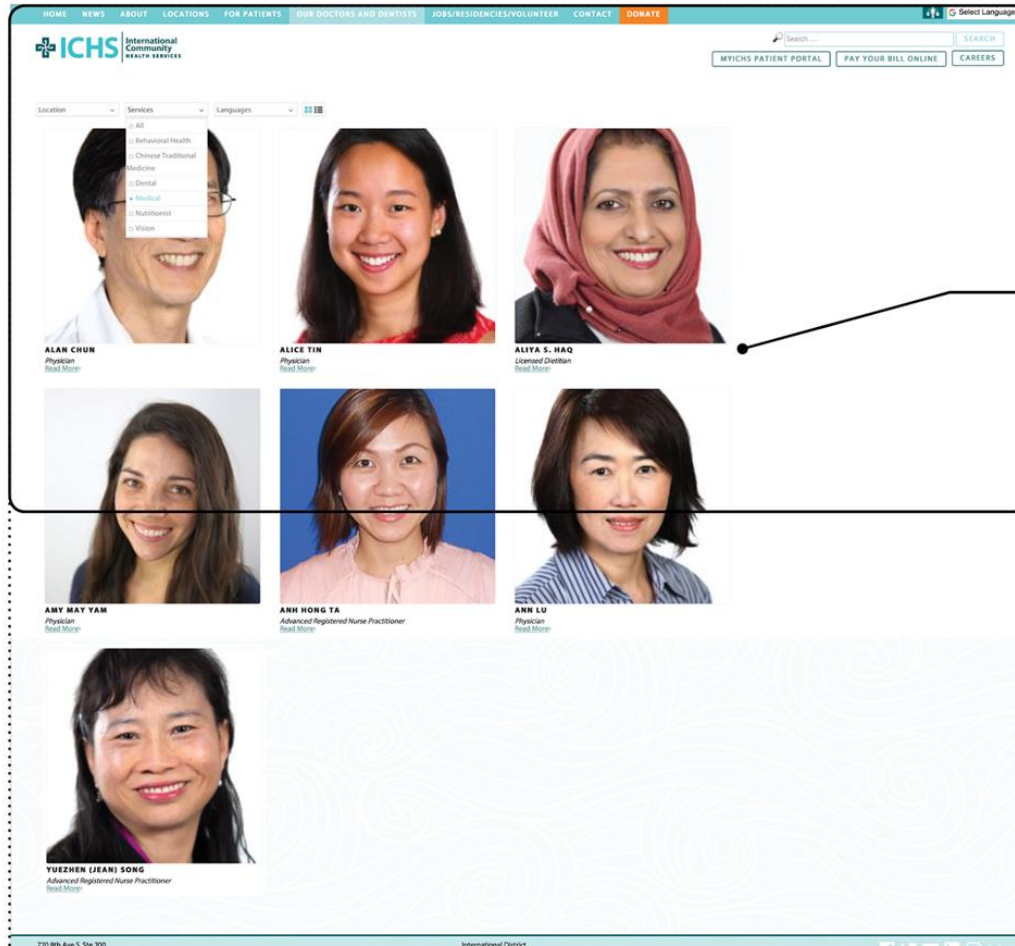 HOME NEWS ABOUT LOCATIONS FOR PATIENTS OUR DOCTORS AND DENTISTS JOBS/RESIDENCIES/VOLUNTEER CONTACT DONATE
G Select Language
ICHS International
Community
HEALTH SERVICES
Search ...
SEARCH
MYICHS PATIENT PORTAL PAY YOUR BILL ONLINE CAREERS
Location Services Languages
All
Behavioral Health
Chinese Traditional
Medicine
Dental
Medical
Nutritionist
Vision
ALAN CHUN
Physician
Read More
ALICE TIN
Physician
Read More
ALIYA S. HAQ
Licensed Dietitian
Read More
AMY MAY YAM
Physician
Read More
ANH HONG TA
Advanced Registered Nurse Practitioner
Read More
ANN LU
Physician
Read More
YUEZHEN (JEAN) SONG
Advanced Registered Nurse Practitioner
Read More
720 8th Ave S, Ste 200
International District